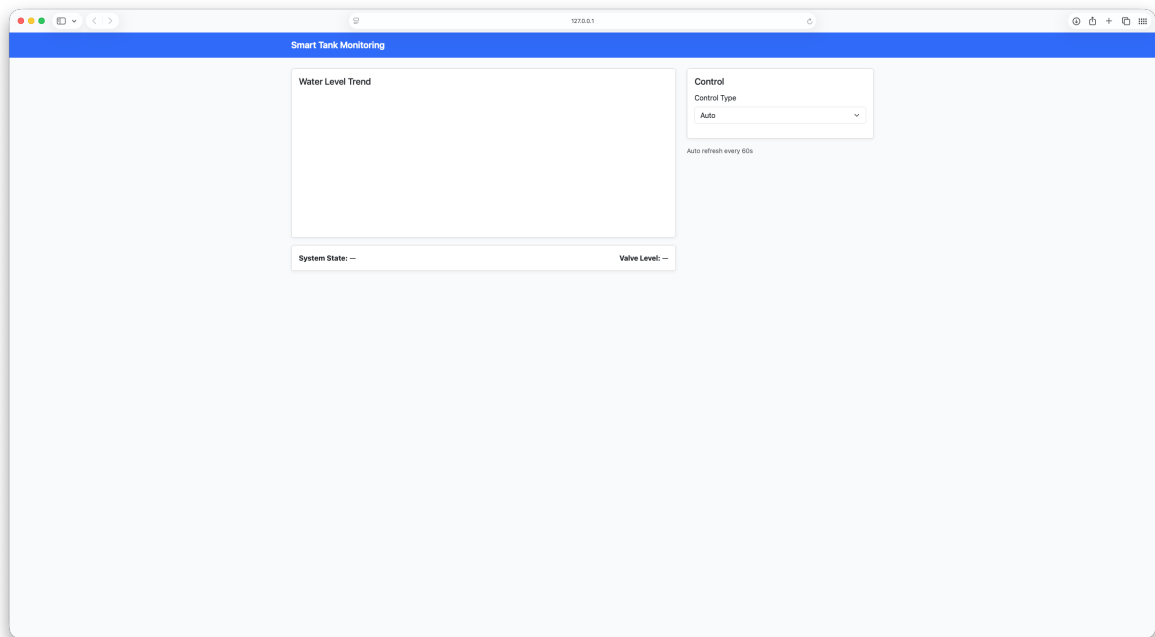 127.0.0.1
Smart Tank Monitoring
Water Level Trend
System State: —
Valve Level: —
Control
Control Type
Auto
Auto refresh every 60s